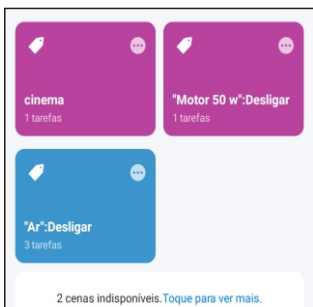 cinema
1 tarefas
"Motor 50 w":Desligar
1 tarefas
"Ar":Desligar
3 tarefas
2 cenas indisponíveis.Toque para ver mais.